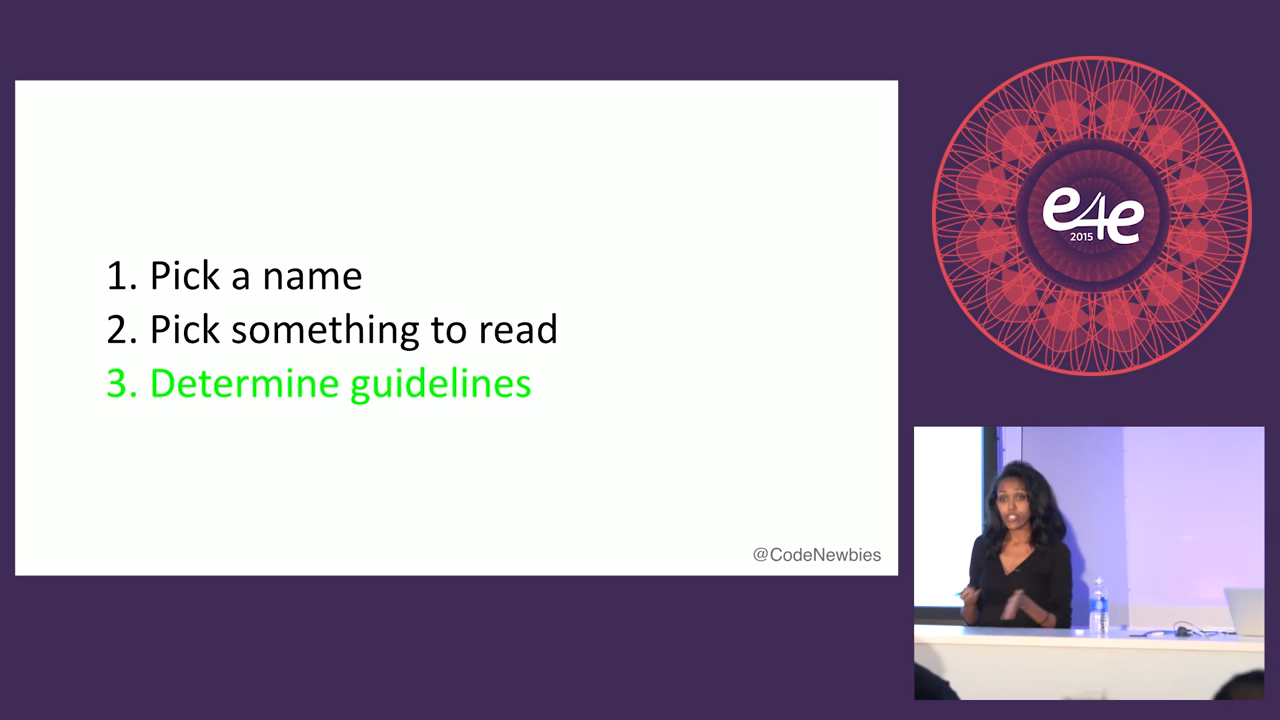 1. Pick a name
2. Pick something to read
3. Determine guidelines
@CodeNewbies
e4e
2015